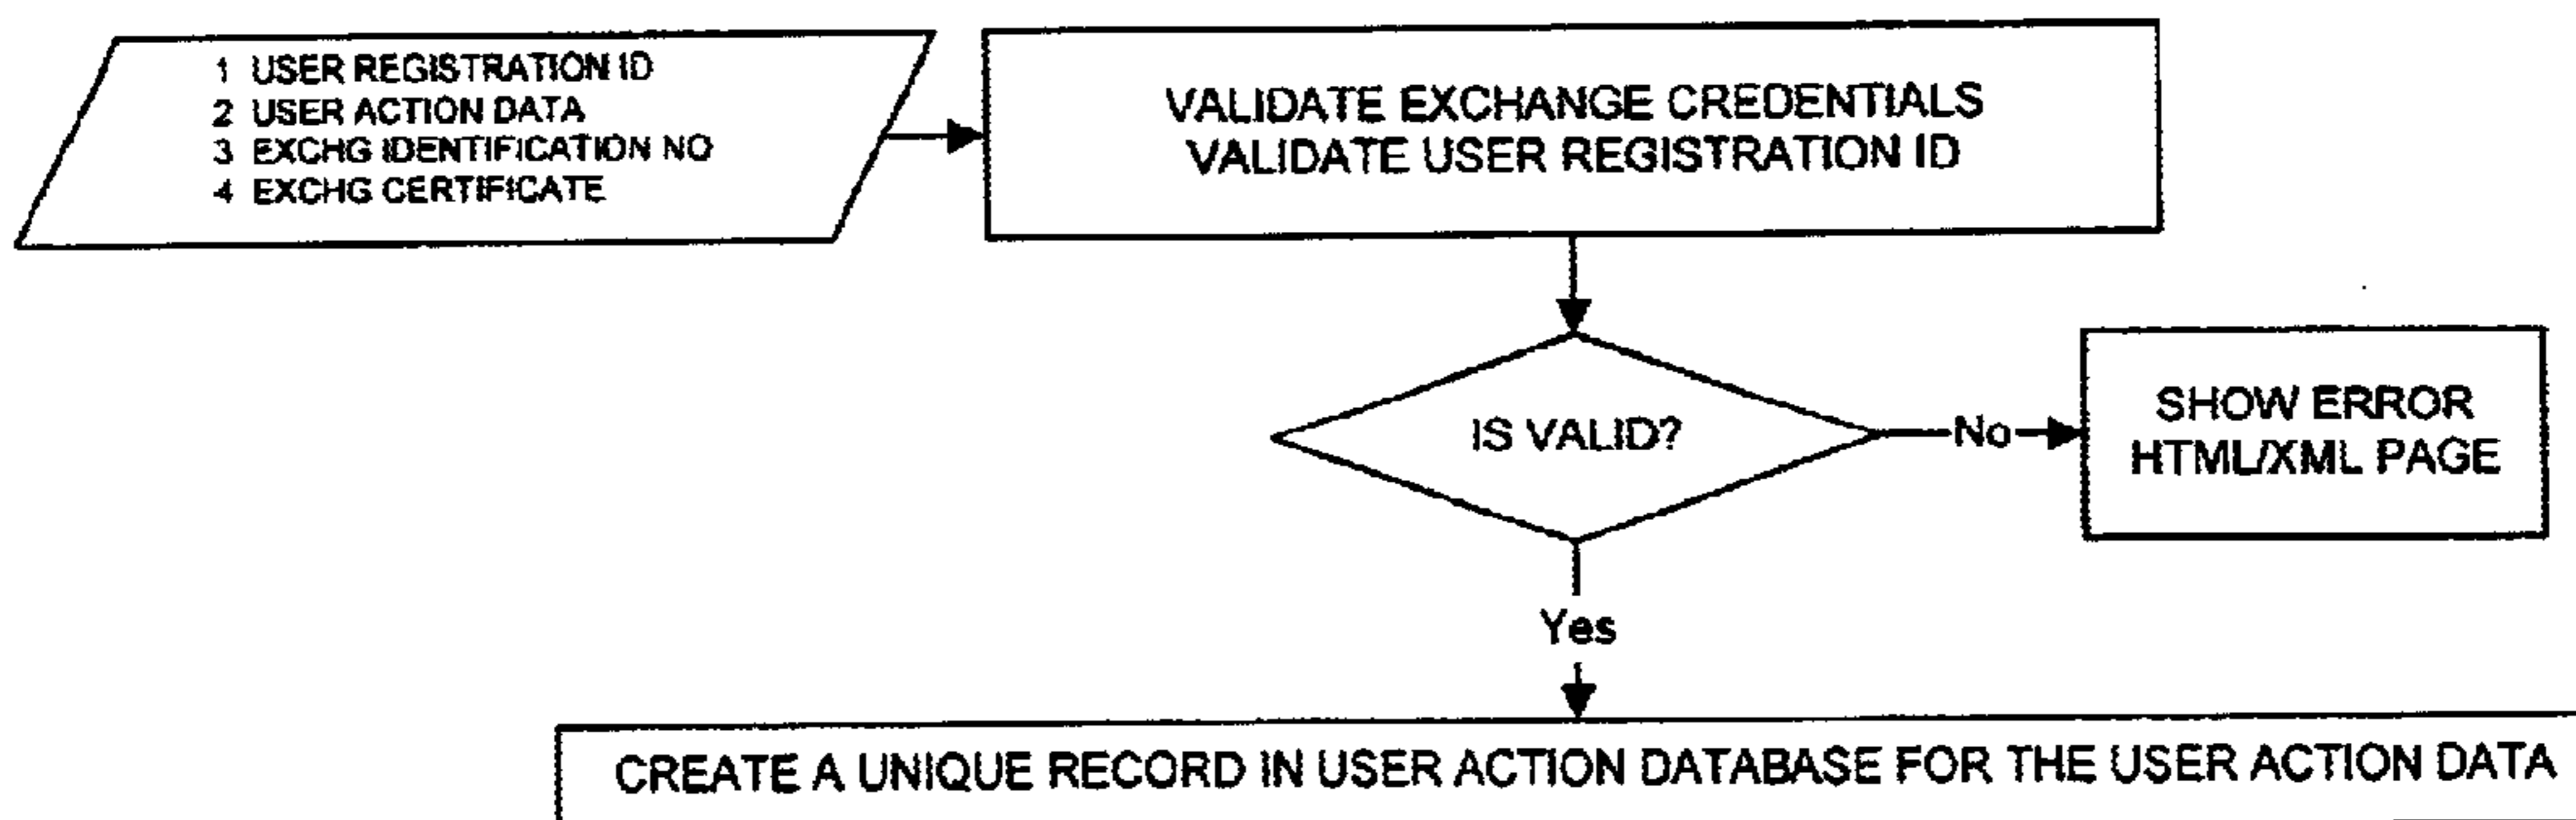 1 USER REGISTRATION ID
2 USER ACTION DATA
3 EXCHG IDENTIFICATION NO
4 EXCHG CERTIFICATE
VALIDATE EXCHANGE CREDENTIALS
VALIDATE USER REGISTRATION ID
IS VALID?
No
SHOW ERROR
HTML/XML PAGE
Yes
CREATE A UNIQUE RECORD IN USER ACTION DATABASE FOR THE USER ACTION DATA